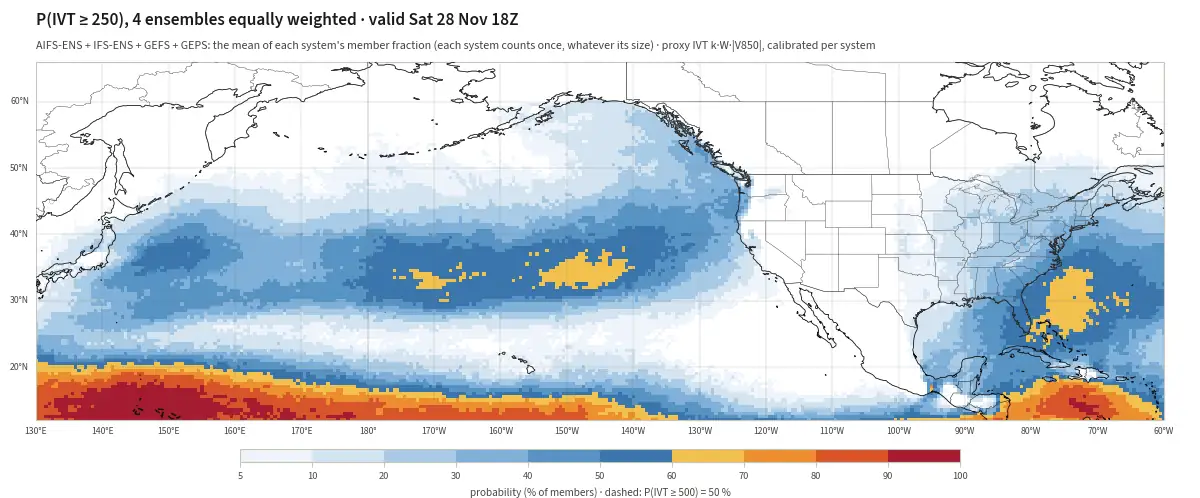 P(IVT ≥ 250), 4 ensembles equally weighted · valid Sat 28 Nov 18Z
AIFS-ENS + IFS-ENS + GEFS + GEPS: the mean of each system's member fraction (each system counts once, whatever its size) · proxy IVT k·W·|V850|, calibrated per system
60°N
50°N
40°N
30°N
20°N
130°E 140°E 150°E 160°E 170°E 180° 170°W 160°W 150°W 140°W 130°W 120°W 110°W 100°W 90°W 80°W 70°W 60°W
5 10 20 30 40 50 60 70 80 90 100
probability (% of members) · dashed: P(IVT ≥ 500) = 50 %